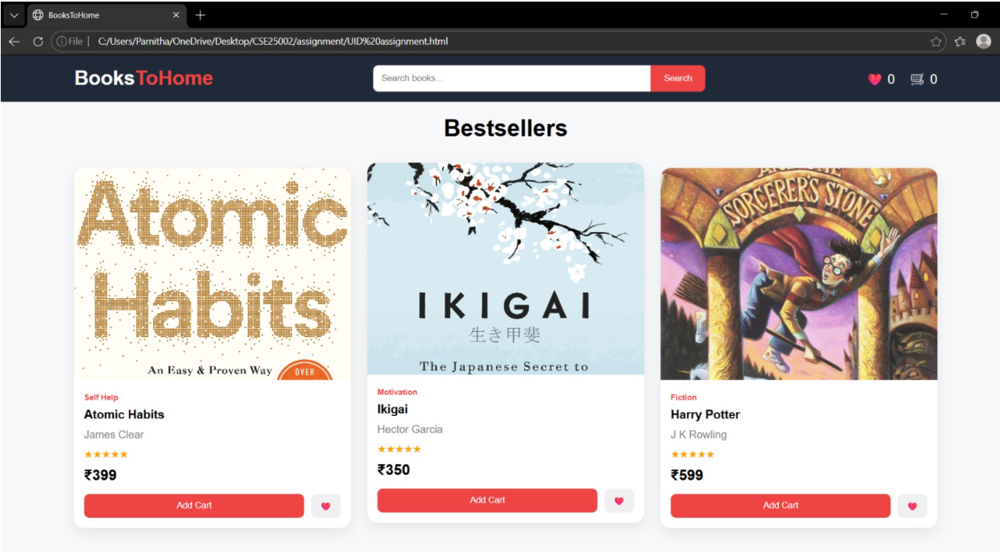 BooksToHome
File | C:/Users/Parnitha/OneDrive/Desktop/CSE25002/assignment/UID%20assignment.html
BooksToHome
Search books...
Search
0
0
Bestsellers
Atomic
Habits
An Easy & Proven Way
OVER
Self Help
Atomic Habits
James Clear
★★★★★
₹399
Add Cart
IKIGAI
生き甲斐
The Japanese Secret to
Motivation
Ikigai
Hector Garcia
★★★★★
₹350
Add Cart
SORCERER'S STONE
Fiction
Harry Potter
J K Rowling
★★★★★
₹599
Add Cart